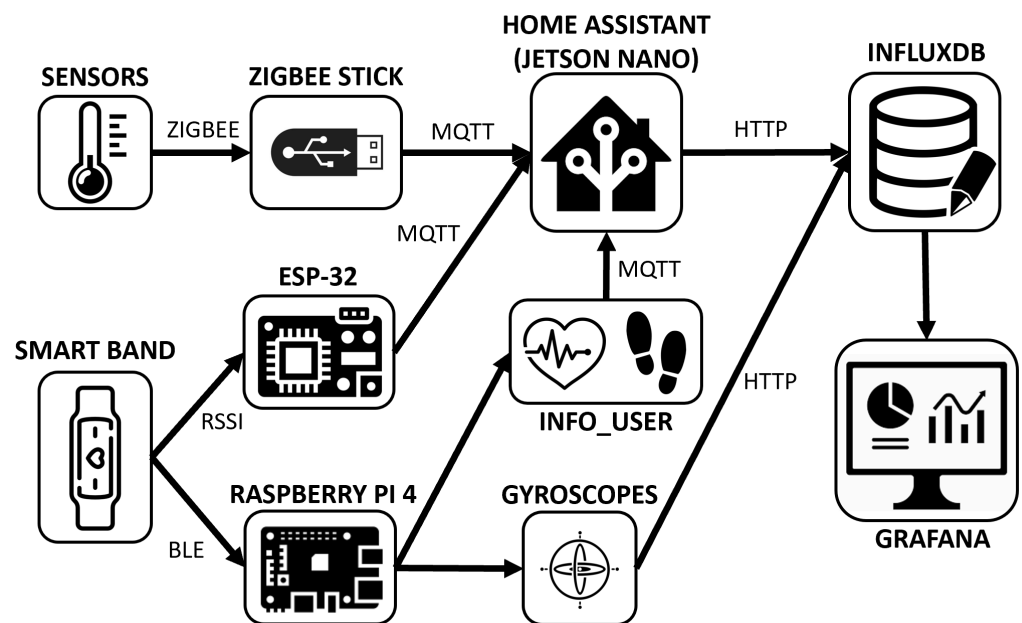 HOME ASSISTANT
(JETSON NANO)
INFLUXDB
SENSORS
ZIGBEE STICK
ZIGBEE
MQTT
HTTP
MQTT
ESP-32
MQTT
SMART BAND
RSSI
INFO_USER
HTTP
RASPBERRY PI 4
GYROSCOPES
BLE
GRAFANA